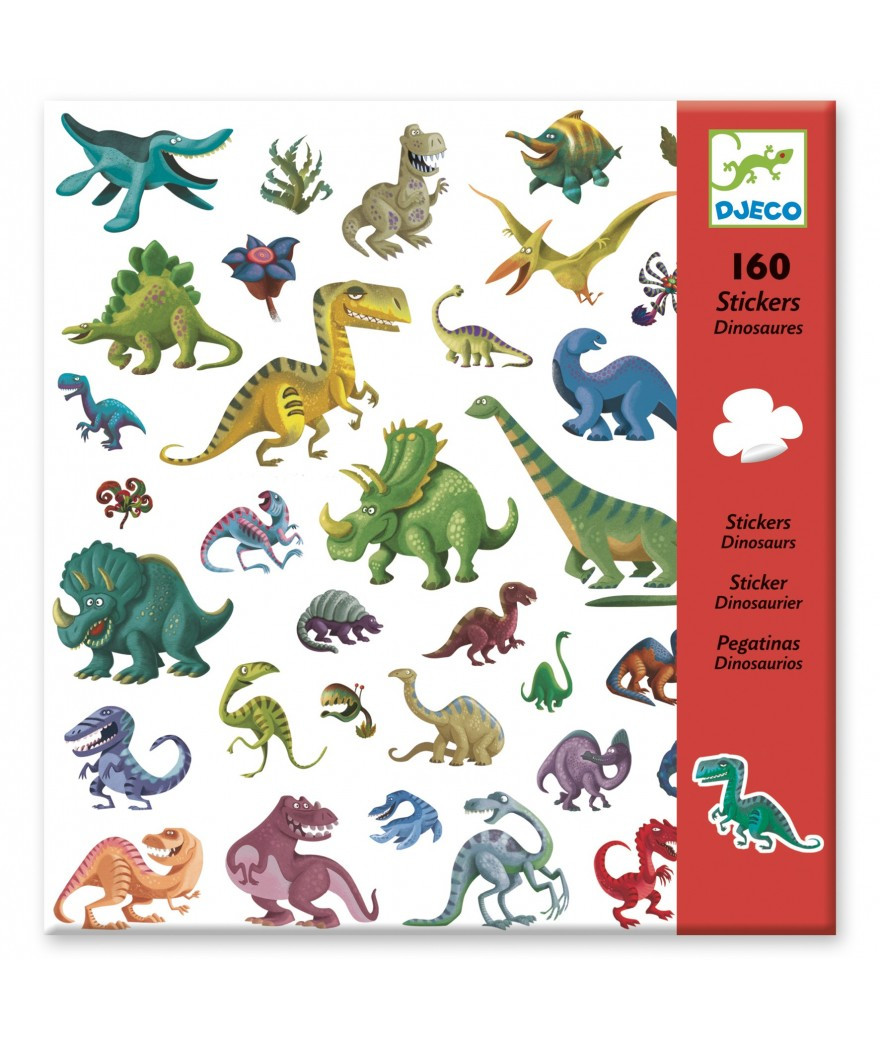 DJECO
160
Stickers
Dinosaures
Stickers
Dinosaurs
Sticker
Dinosaurier
Pegatinas
Dinosaurios